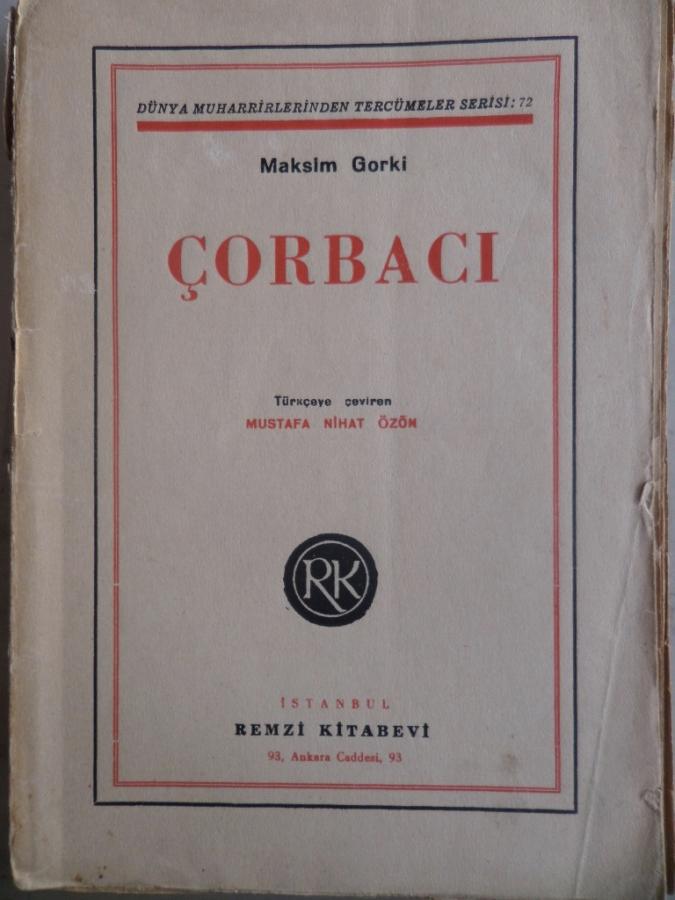 DÜNYA MUHARRİRLERİNDEN TERCÜMELER SERİSİ: 72
Maksim Gorki
ÇORBACI
Türkçeye çeviren
MUSTAFA NİHAT ÖZÖN
RK
İSTANBUL
REMZİ KİTABEVİ
93, Ankara Caddesi, 93